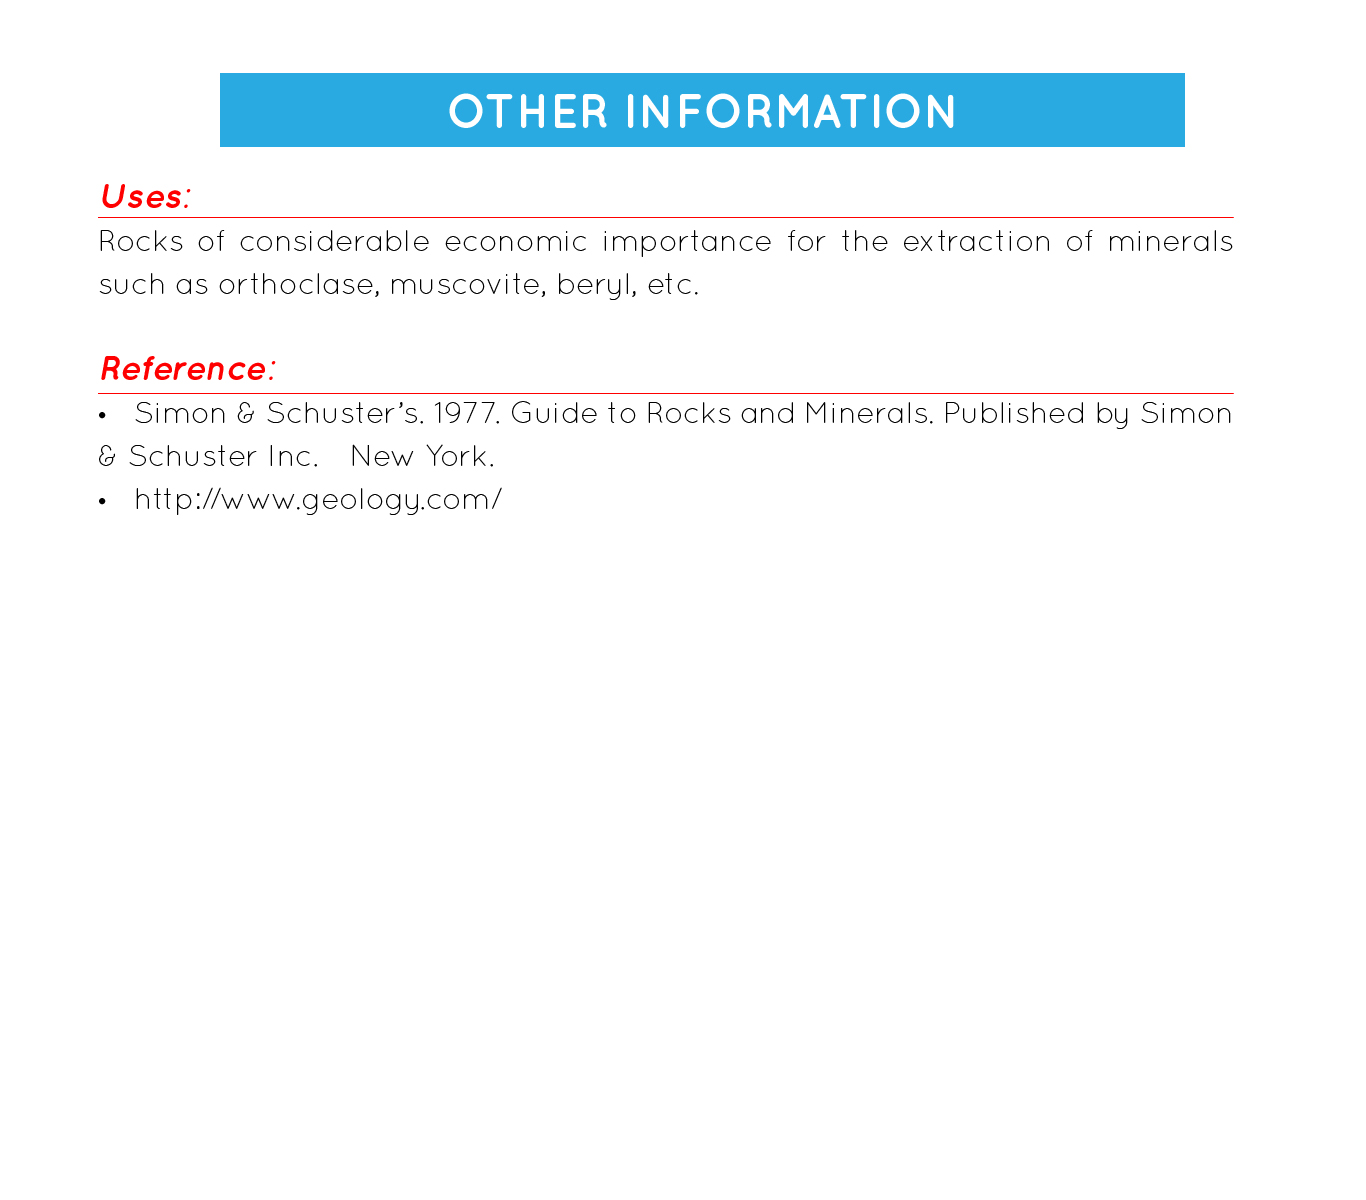 OTHER INFORMATION
Uses:
Rocks of considerable economic importance for the extraction of minerals
such as orthoclase, muscovite, beryl, etc.
Reference:
• Simon & Schuster’s. 1977. Guide to Rocks and Minerals. Published by Simon
& Schuster Inc. New York.
• http://www.geology.com/